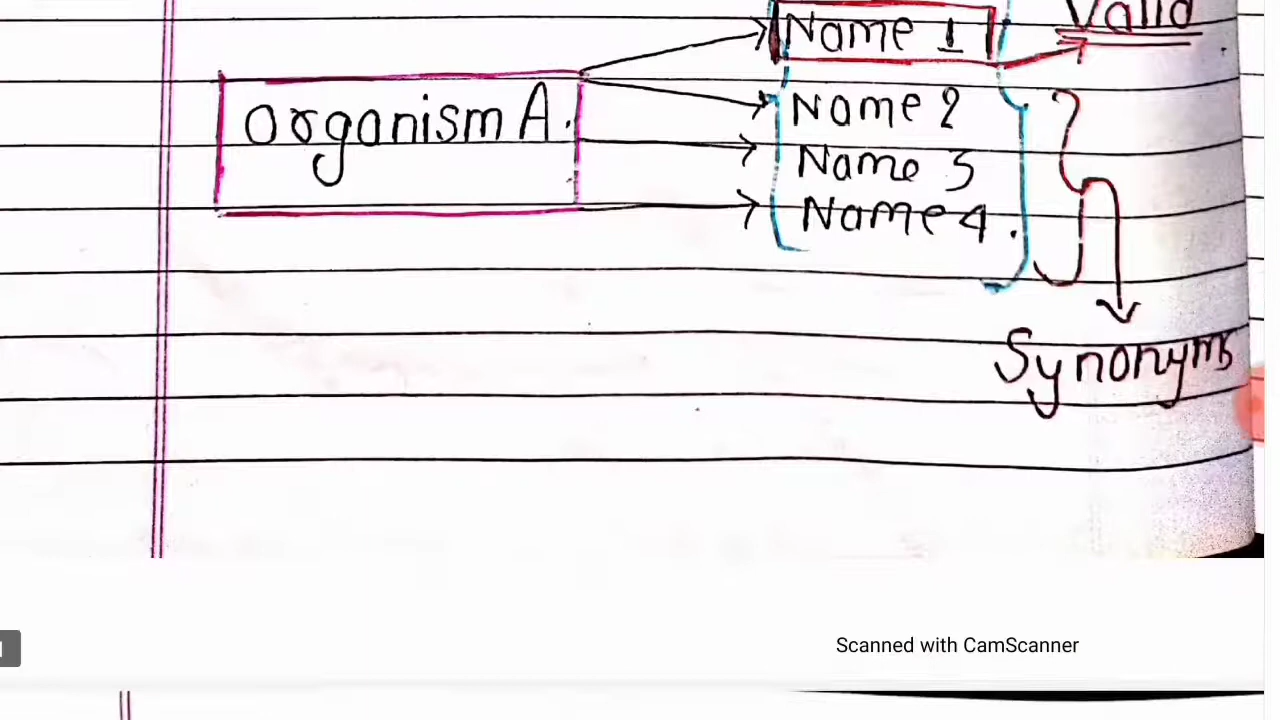 Valid
Name 1
organism A.
Name 2
Name 3
Name 4.
Synonyms
Scanned with CamScanner